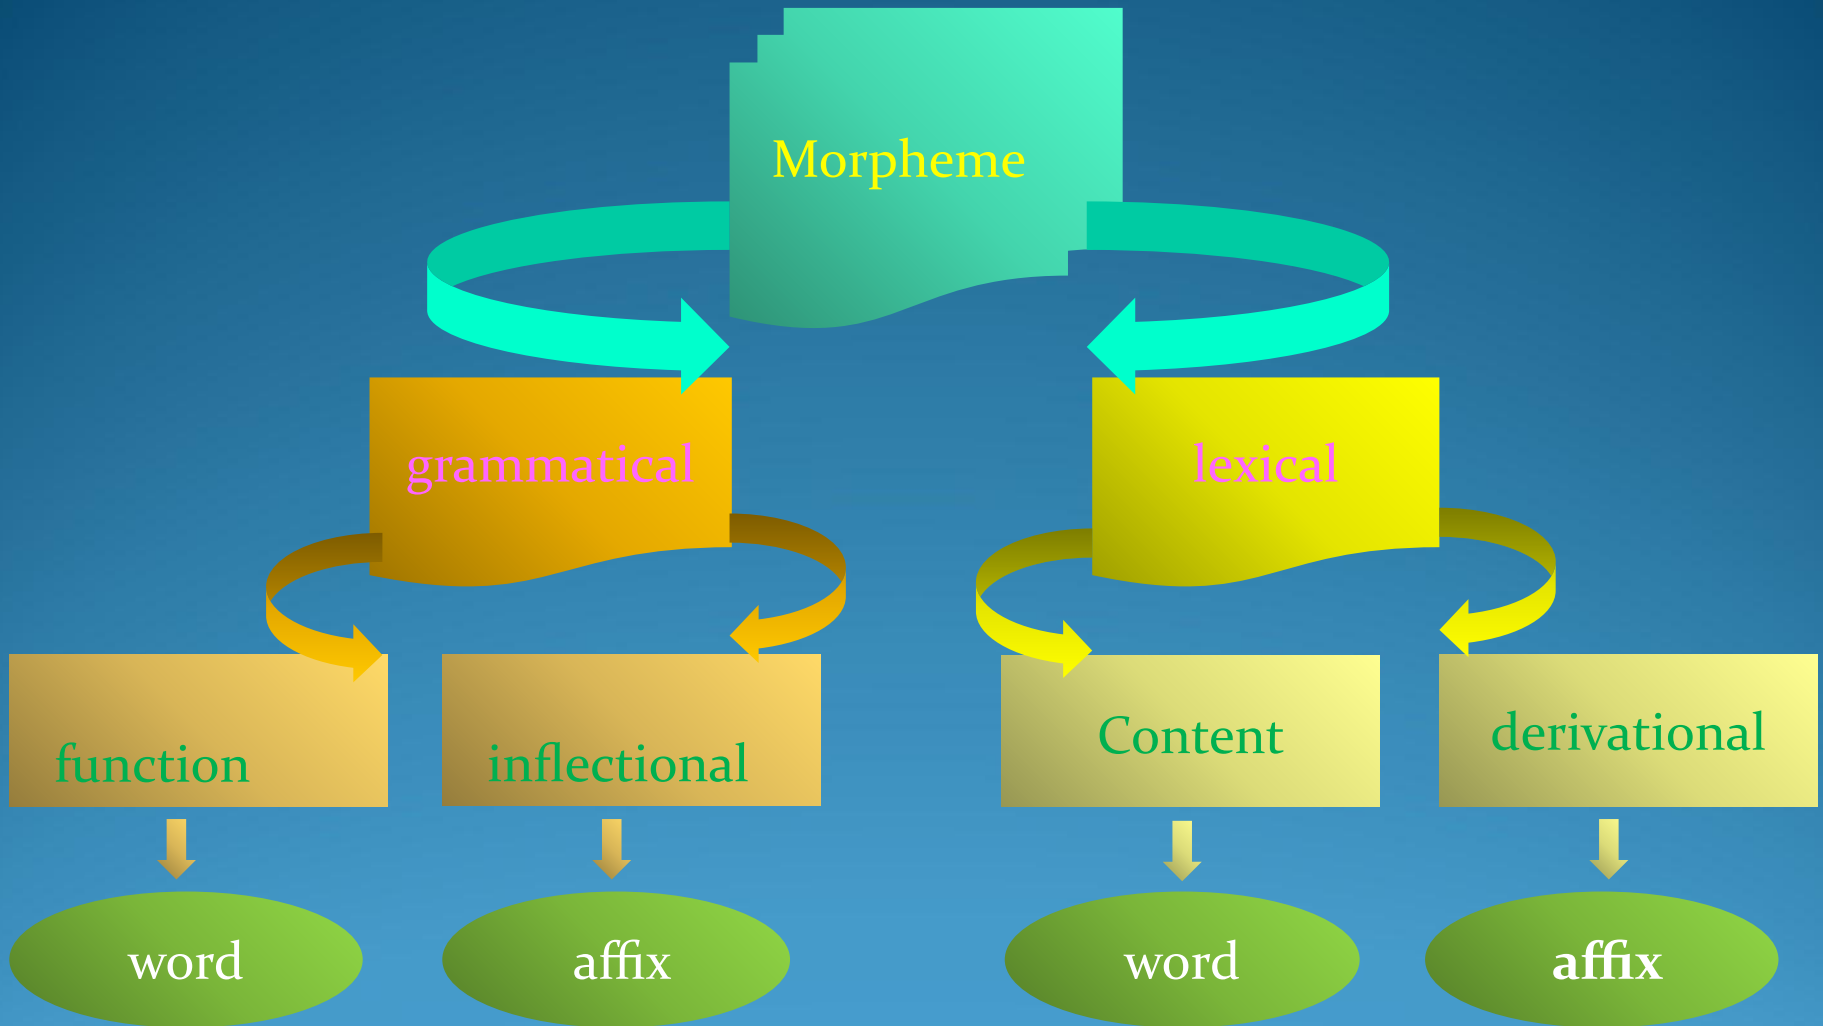 Morpheme
grammatical
lexical
function
inflectional
Content
derivational
word
affix
word
affix